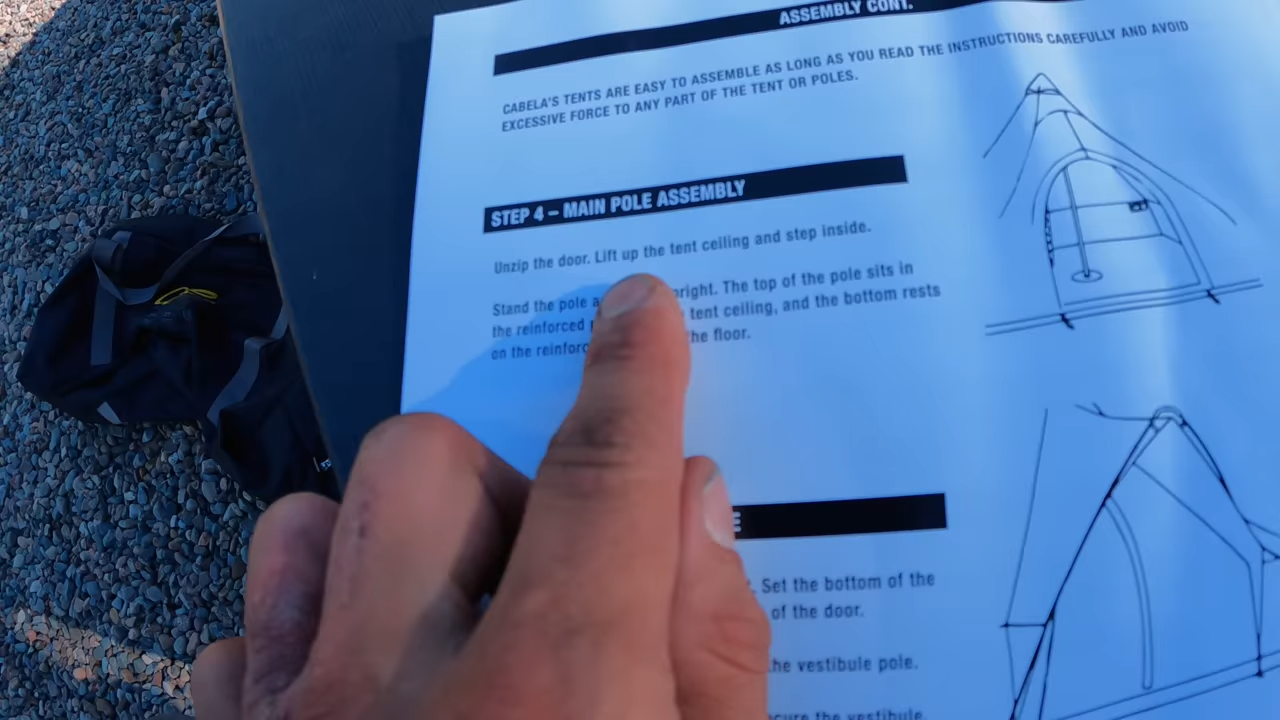 ASSEMBLY CONT.
CABELA'S TENTS ARE EASY TO ASSEMBLE AS LONG AS YOU READ THE INSTRUCTIONS CAREFULLY AND AVOID
EXCESSIVE FORCE TO ANY PART OF THE TENT OR POLES.
STEP 4 – MAIN POLE ASSEMBLY
Unzip the door. Lift up the tent ceiling and step inside.
Stand the pole right. The top of the pole sits in
the reinforced tent ceiling, and the bottom rests
on the the floor.
E
. Set the bottom of the
of the door.
the vestibule pole.
the vestibule.